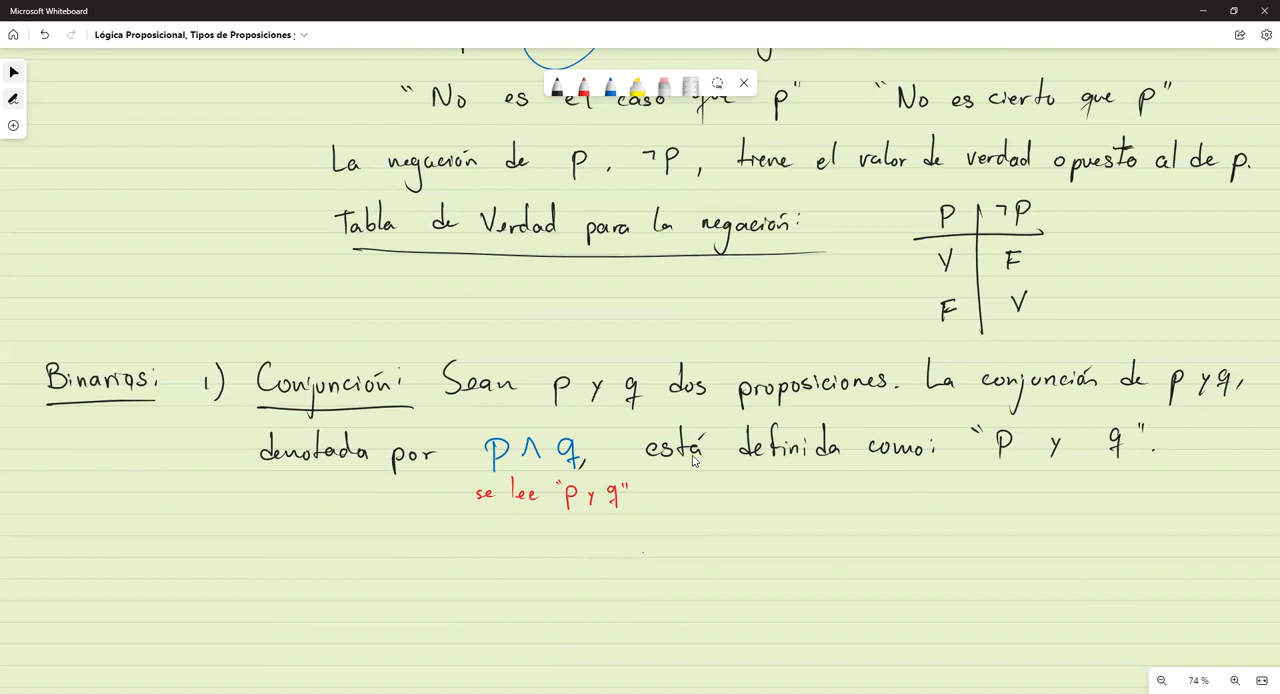 Microsoft Whiteboard
Lógica Proposicional, Tipos de Proposiciones
"No es el caso que p" "No es cierto que p"
La negación de p, ¬p, tiene el valor de verdad opuesto al de p.
Tabla de Verdad para la negación:
P ¬P
V F
F V
Binarios: 1) Conjunción: Sean p y q dos proposiciones. La conjunción de p y q,
denotada por p ∧ q, está definida como: "p y q".
se lee "p y q"
74 %